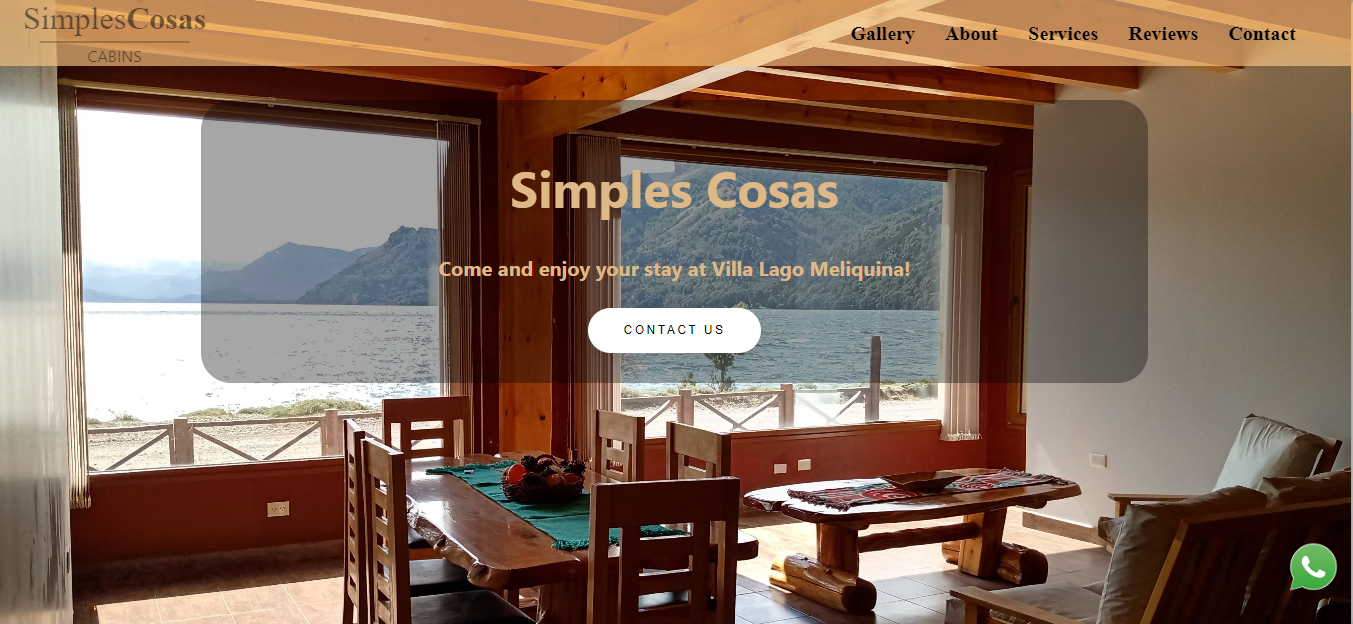 SimplesCosas
CABINS
Gallery About Services Reviews Contact
Simples Cosas
Come and enjoy your stay at Villa Lago Meliquina!
CONTACT US